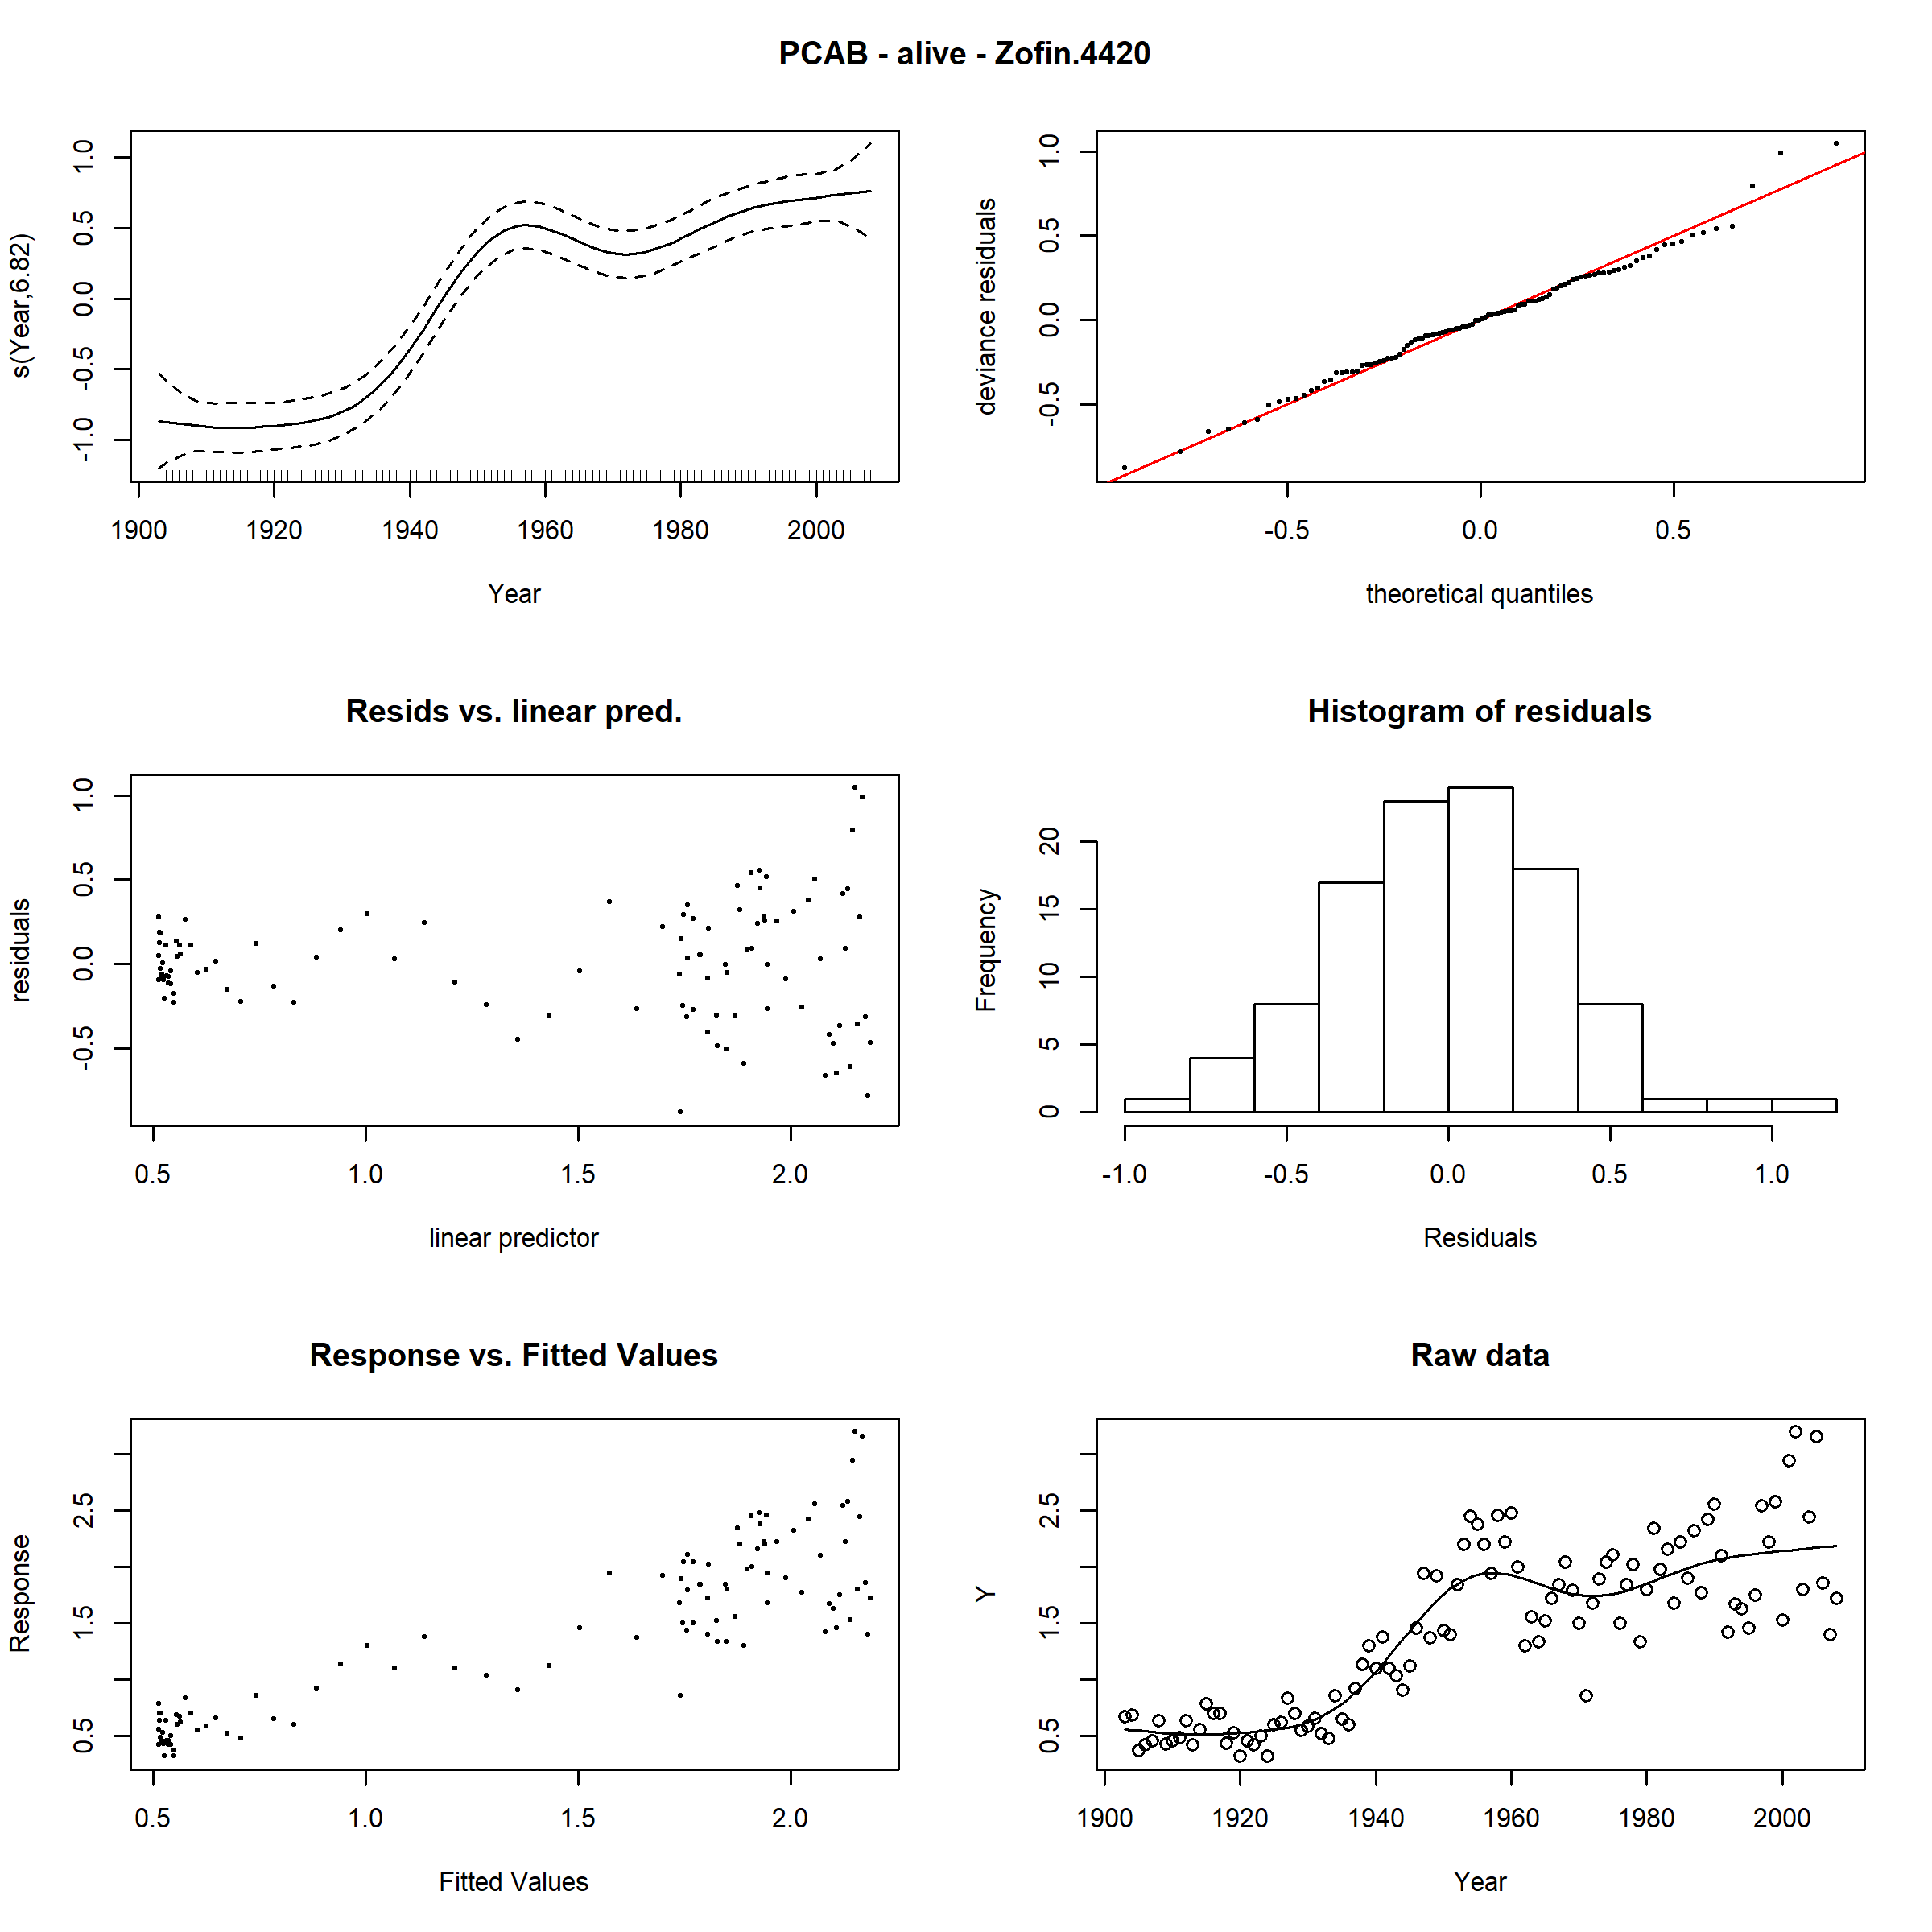 PCAB - alive - Zofin.4420
s(Year,6.82)
1.0
0.5
0.0
-0.5
-1.0
1900 1920 1940 1960 1980 2000
Year
deviance residuals
1.0
0.5
0.0
-0.5
-0.5 0.0 0.5
theoretical quantiles
Resids vs. linear pred.
residuals
1.0
0.5
0.0
-0.5
0.5 1.0 1.5 2.0
linear predictor
Histogram of residuals
Frequency
20
15
10
5
0
-1.0 -0.5 0.0 0.5 1.0
Residuals
Response vs. Fitted Values
Response
2.5
1.5
0.5
0.5 1.0 1.5 2.0
Fitted Values
Raw data
Y
2.5
1.5
0.5
1900 1920 1940 1960 1980 2000
Year